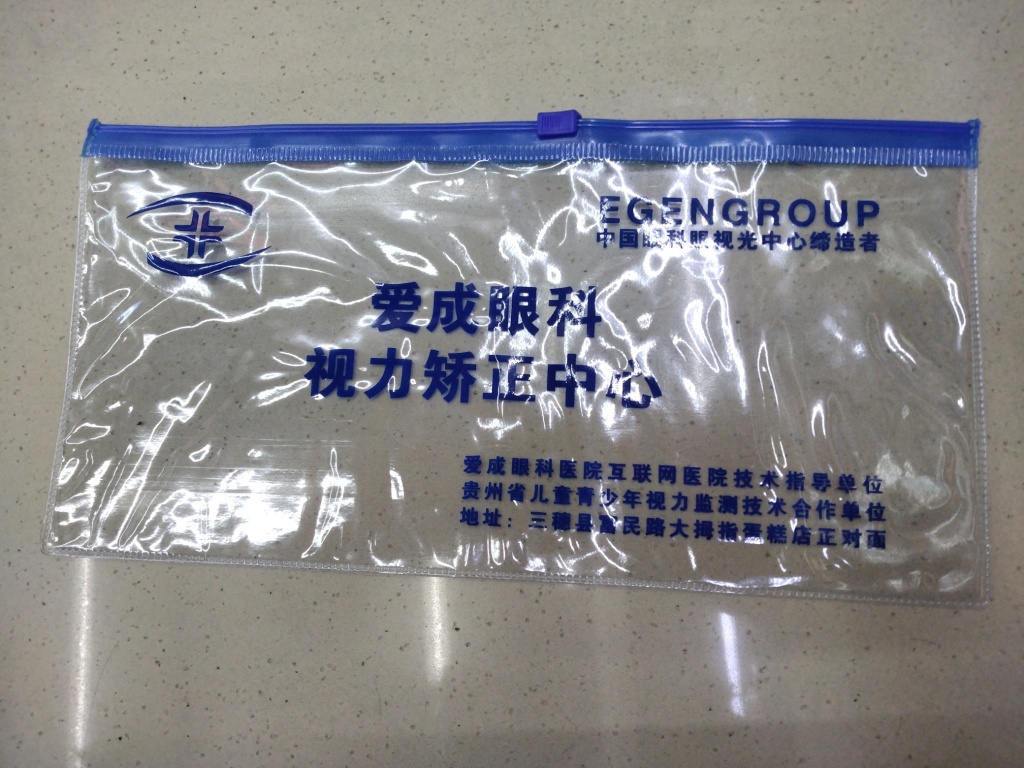 EGENGROUP
中国眼科眼视光中心缔造者
爱成眼科
视力矫正中心
爱成眼科医院互联网医院技术指导单位
贵州省儿童青少年视力监测技术合作单位
地址：三穗县富民路大拇指蛋糕店正对面